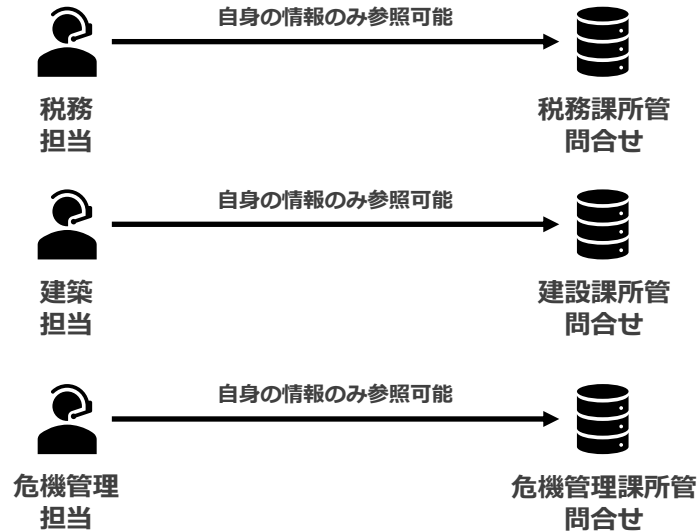 自身の情報のみ参照可能
税務
担当
税務課所管
問合せ
自身の情報のみ参照可能
建築
担当
建設課所管
問合せ
自身の情報のみ参照可能
危機管理
担当
危機管理課所管
問合せ